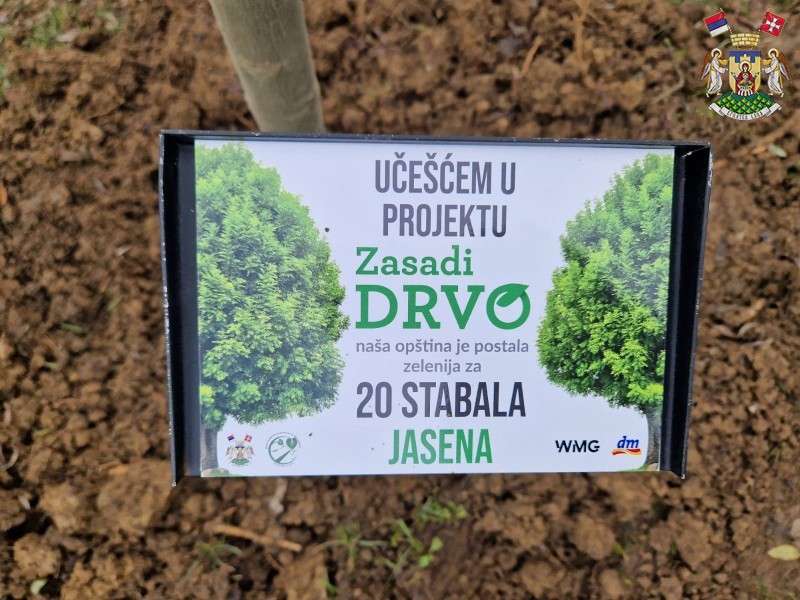 UČEŠĆEM U
PROJEKTU
Zasadi
DRVO
naša opština je postala
zelenija za
20 STABALA
JASENA
WMG
dm